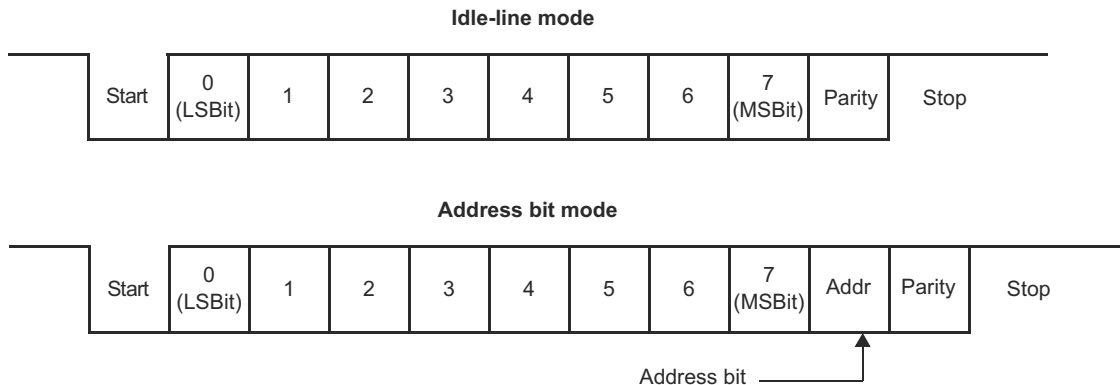 Idle-line mode
Start 0 (LSBit) 1 2 3 4 5 6 7 (MSBit) Parity Stop
Address bit mode
Start 0 (LSBit) 1 2 3 4 5 6 7 (MSBit) Addr Parity Stop
Address bit